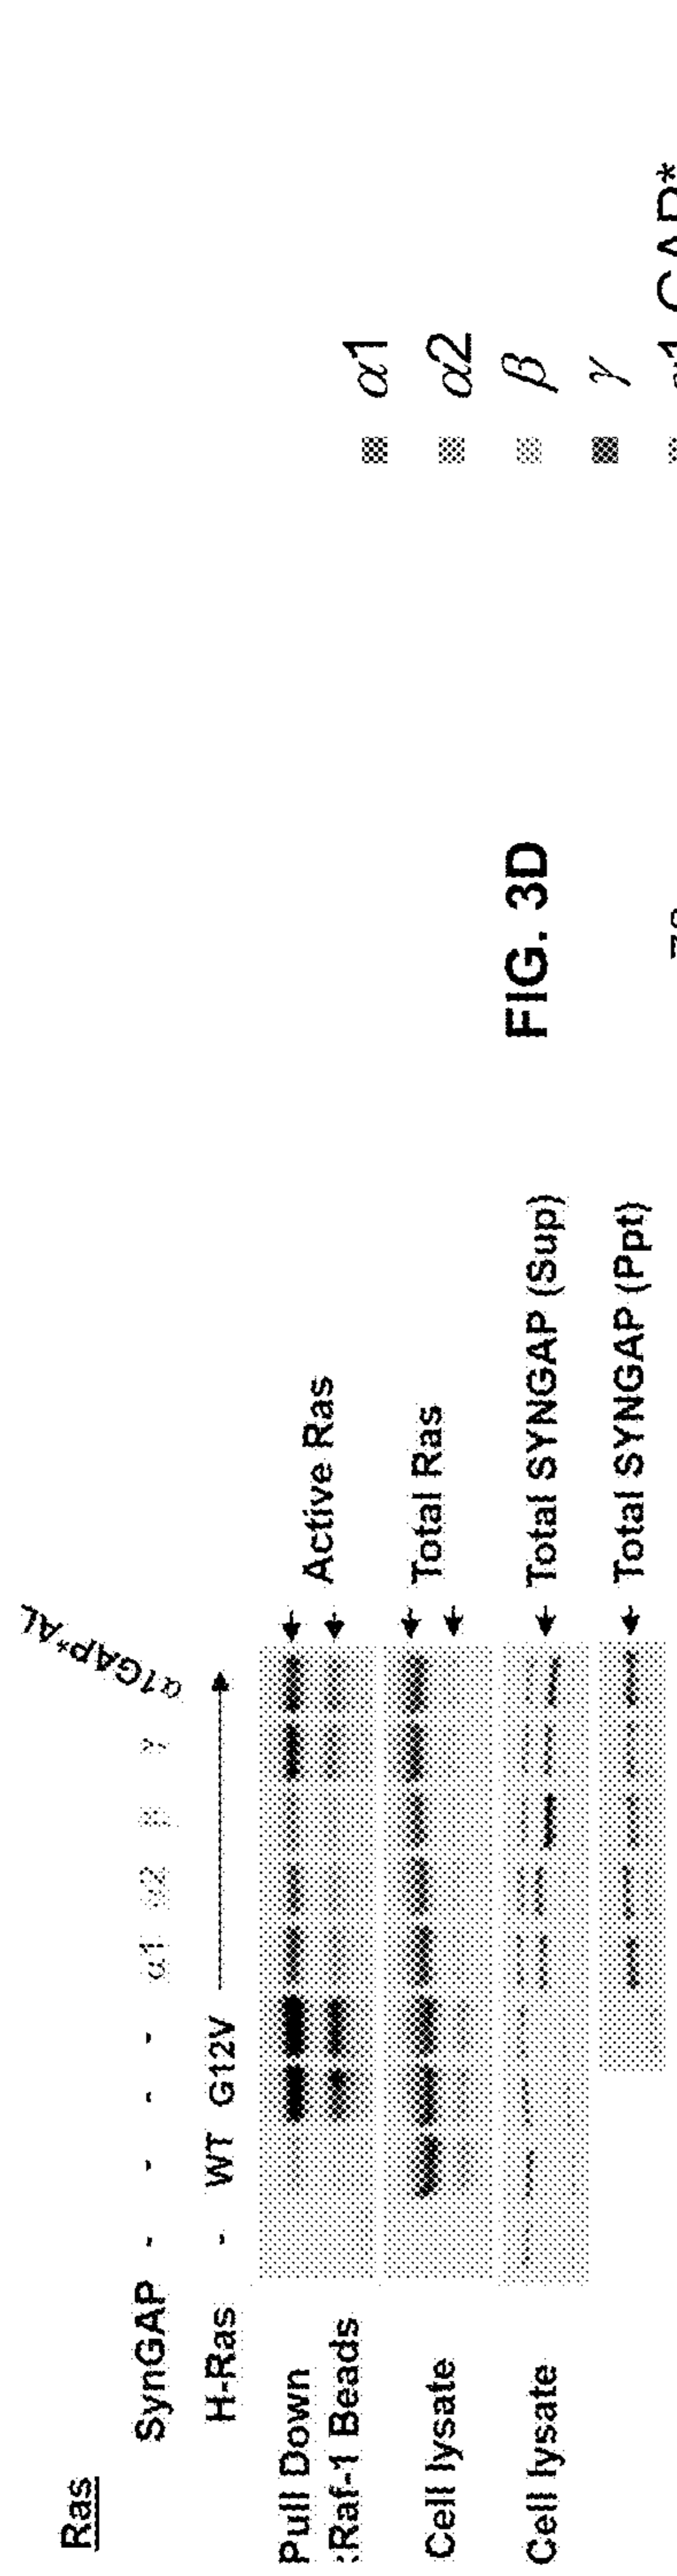 Ras
SynGAP - - - - α1 α2 β γ α1GAP*AL
H-Ras - WT G12V
Pull Down
:Raf-1 Beads
Active Ras
Cell lysate
Total Ras
Cell lysate
Total SYNGAP (Sup)
Total SYNGAP (Ppt)
FIG. 3D
α1
α2
β
γ